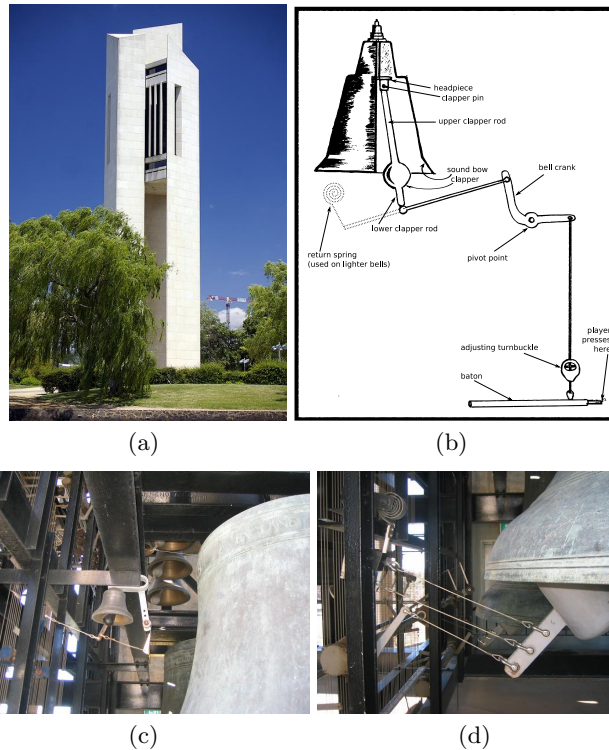 headpiece
clapper pin
upper clapper rod
sound bow
clapper
bell crank
lower clapper rod
return spring
(used on lighter bells)
pivot point
adjusting turnbuckle
player
presses
here
baton
(a)
(b)
(c)
(d)